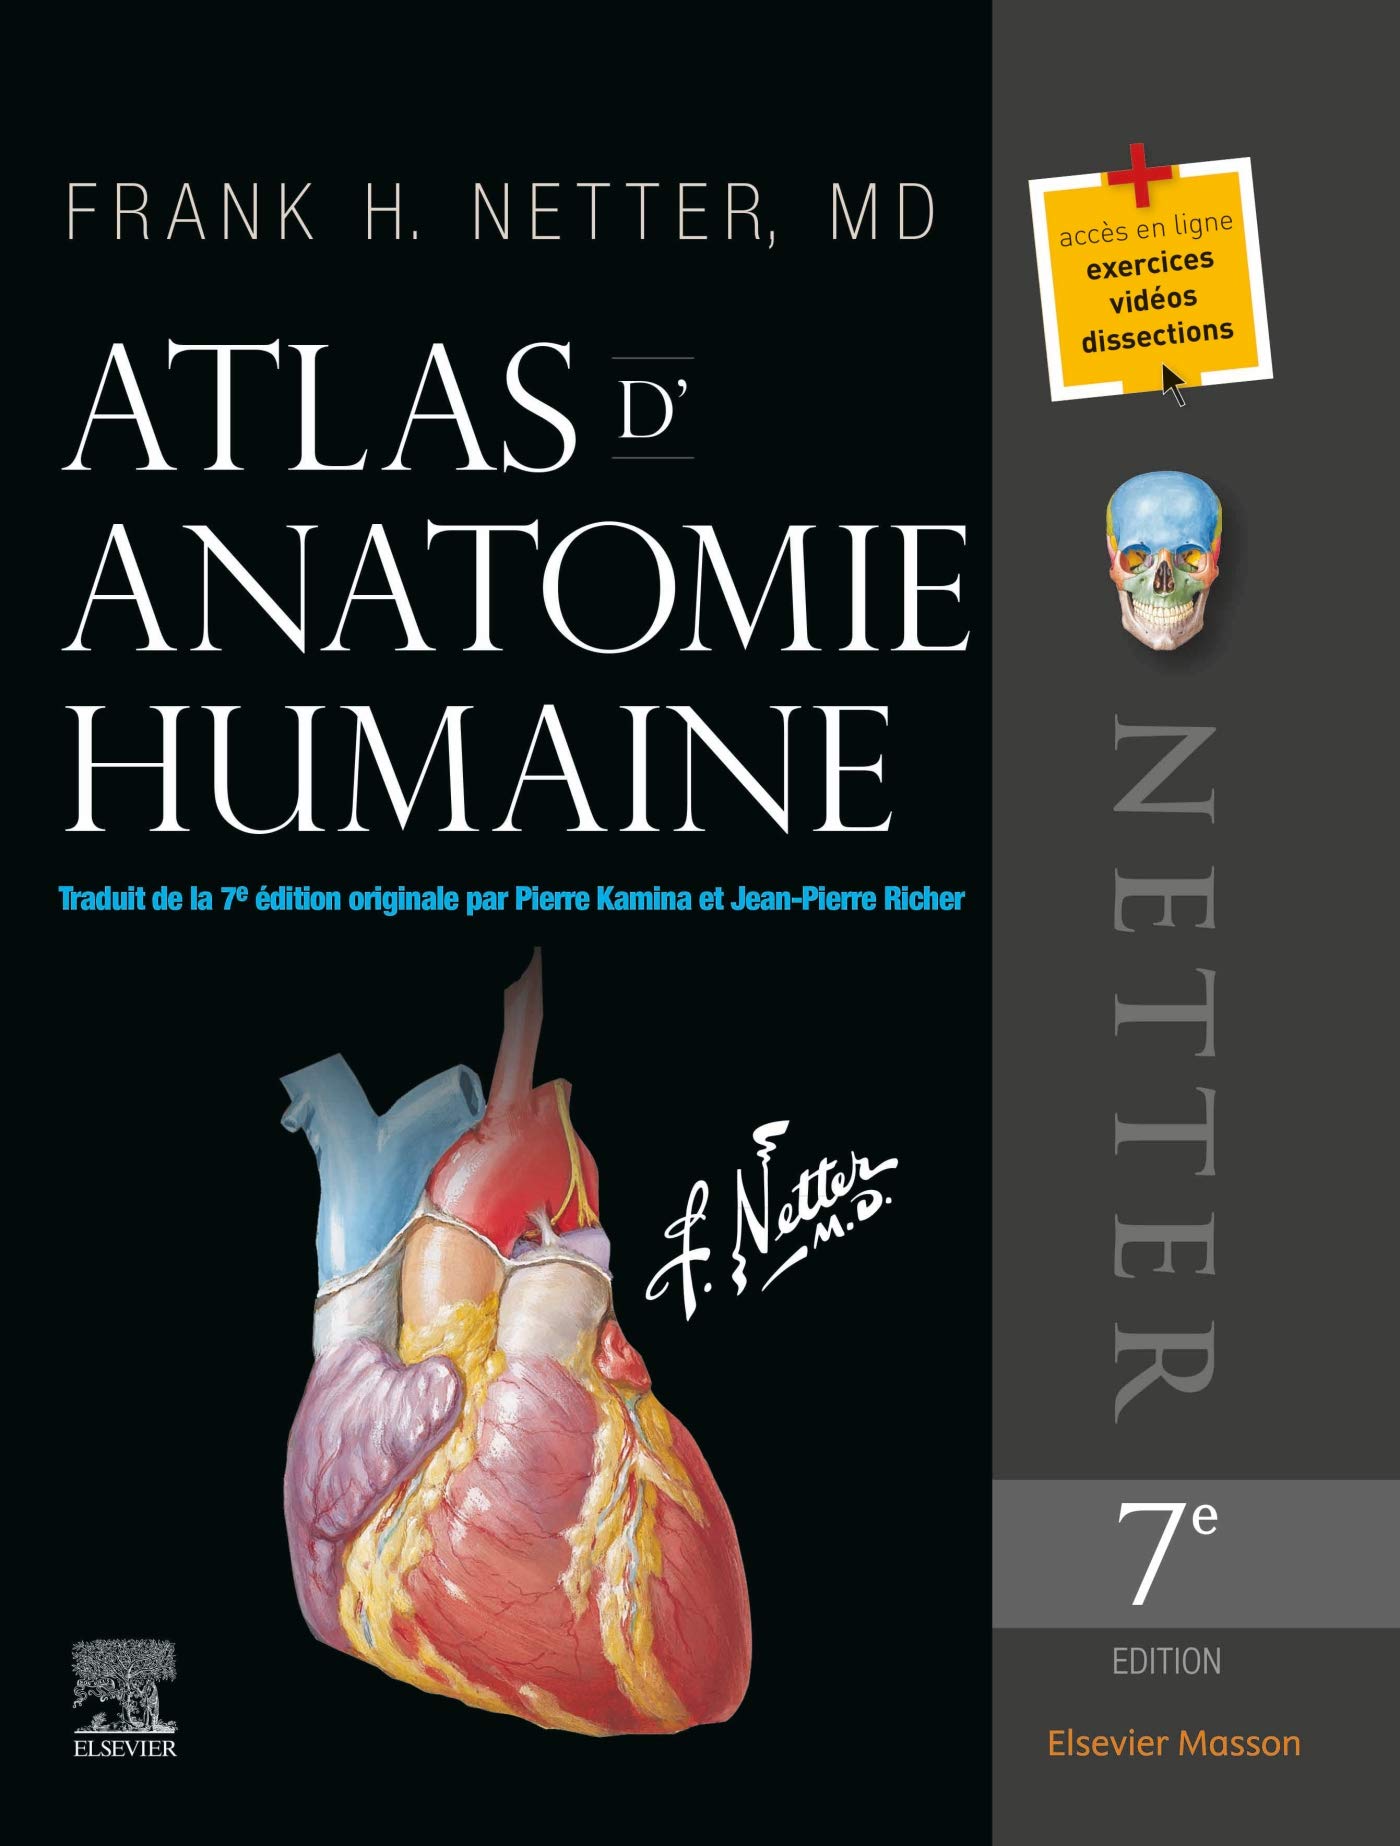 FRANK H. NETTER, MD
ATLAS D'
ANATOMIE
HUMAINE
Traduit de la 7e édition originale par Pierre Kamina et Jean-Pierre Richer
F. Netter
M.D.
ELSEVIER
accès en ligne
exercices
vidéos
dissections
NETTER
7e
EDITION
Elsevier Masson